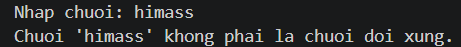 Nhap chuoi: himass
Chuoi 'himass' khong phai la chuoi doi xung.